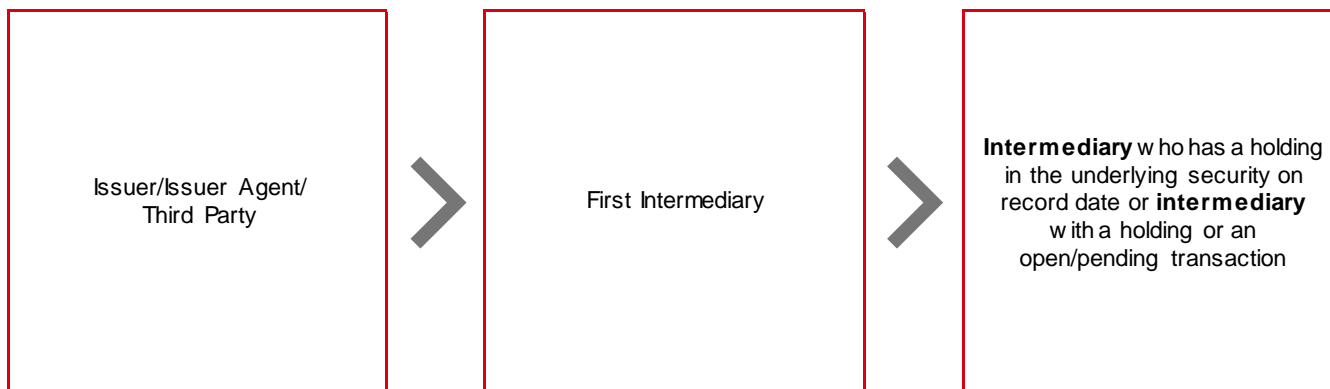 Issuer/Issuer Agent/
Third Party
First Intermediary
Intermediary who has a holding
in the underlying security on
record date or intermediary
with a holding or an
open/pending transaction